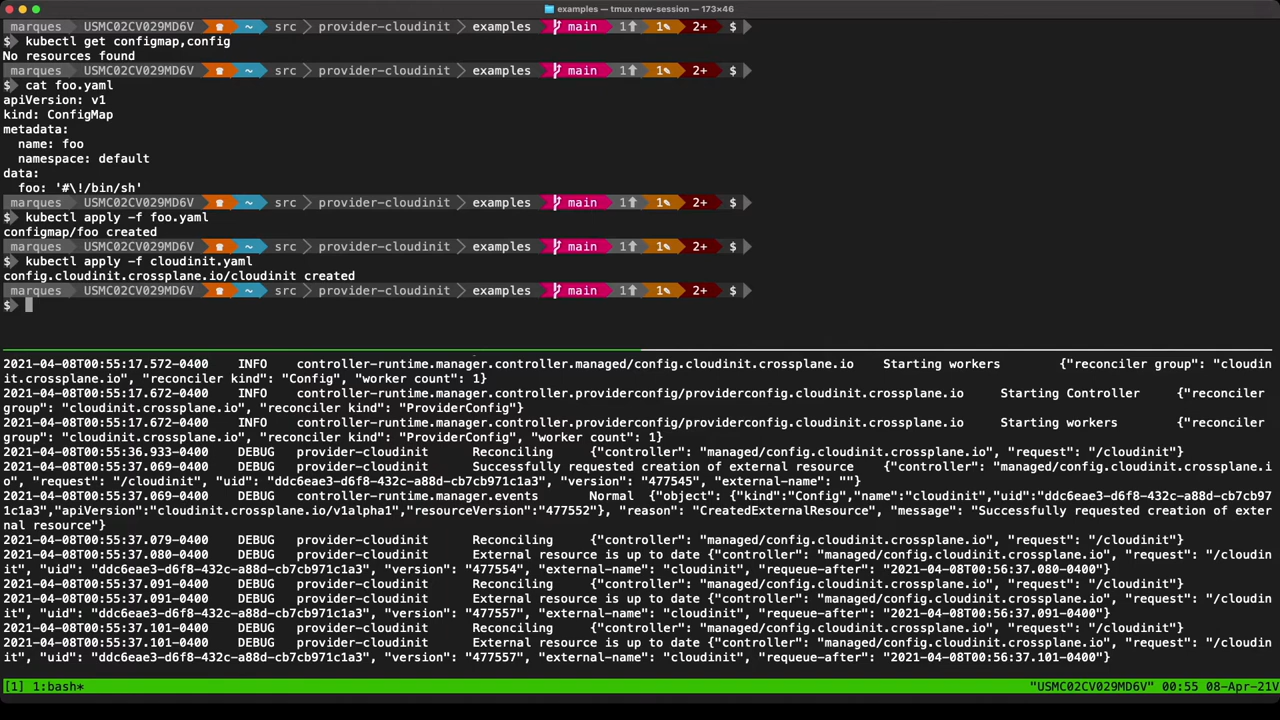 examples — tmux new-session — 173×46
marques USMC02CV029MD6V ~ src provider-cloudinit examples main 1⬆ 1✎ 2+ $
$ kubectl get configmap,config
No resources found
marques USMC02CV029MD6V ~ src provider-cloudinit examples main 1⬆ 1✎ 2+ $
$ cat foo.yaml
apiVersion: v1
kind: ConfigMap
metadata:
  name: foo
  namespace: default
data:
  foo: '#\!/bin/sh'
marques USMC02CV029MD6V ~ src provider-cloudinit examples main 1⬆ 1✎ 2+ $
$ kubectl apply -f foo.yaml
configmap/foo created
marques USMC02CV029MD6V ~ src provider-cloudinit examples main 1⬆ 1✎ 2+ $
$ kubectl apply -f cloudinit.yaml
config.cloudinit.crossplane.io/cloudinit created
marques USMC02CV029MD6V ~ src provider-cloudinit examples main 1⬆ 1✎ 2+ $
$
2021-04-08T00:55:17.572-0400 INFO controller-runtime.manager.controller.managed/config.cloudinit.crossplane.io Starting workers {"reconciler group": "cloudin
it.crossplane.io", "reconciler kind": "Config", "worker count": 1}
2021-04-08T00:55:17.672-0400 INFO controller-runtime.manager.controller.providerconfig/providerconfig.cloudinit.crossplane.io Starting Controller {"reconciler
group": "cloudinit.crossplane.io", "reconciler kind": "ProviderConfig"}
2021-04-08T00:55:17.672-0400 INFO controller-runtime.manager.controller.providerconfig/providerconfig.cloudinit.crossplane.io Starting workers {"reconciler
group": "cloudinit.crossplane.io", "reconciler kind": "ProviderConfig", "worker count": 1}
2021-04-08T00:55:36.933-0400 DEBUG provider-cloudinit Reconciling {"controller": "managed/config.cloudinit.crossplane.io", "request": "/cloudinit"}
2021-04-08T00:55:37.069-0400 DEBUG provider-cloudinit Successfully requested creation of external resource {"controller": "managed/config.cloudinit.crossplane.i
o", "request": "/cloudinit", "uid": "ddc6eae3-d6f8-432c-a88d-cb7cb971c1a3", "version": "477545", "external-name": ""}
2021-04-08T00:55:37.069-0400 DEBUG controller-runtime.manager.events Normal {"object": {"kind":"Config","name":"cloudinit","uid":"ddc6eae3-d6f8-432c-a88d-cb7cb97
1c1a3","apiVersion":"cloudinit.crossplane.io/v1alpha1","resourceVersion":"477552"}, "reason": "CreatedExternalResource", "message": "Successfully requested creation of exter
nal resource"}
2021-04-08T00:55:37.079-0400 DEBUG provider-cloudinit Reconciling {"controller": "managed/config.cloudinit.crossplane.io", "request": "/cloudinit"}
2021-04-08T00:55:37.080-0400 DEBUG provider-cloudinit External resource is up to date {"controller": "managed/config.cloudinit.crossplane.io", "request": "/cloudin
it", "uid": "ddc6eae3-d6f8-432c-a88d-cb7cb971c1a3", "version": "477554", "external-name": "cloudinit", "requeue-after": "2021-04-08T00:56:37.080-0400"}
2021-04-08T00:55:37.091-0400 DEBUG provider-cloudinit Reconciling {"controller": "managed/config.cloudinit.crossplane.io", "request": "/cloudinit"}
2021-04-08T00:55:37.091-0400 DEBUG provider-cloudinit External resource is up to date {"controller": "managed/config.cloudinit.crossplane.io", "request": "/cloudin
it", "uid": "ddc6eae3-d6f8-432c-a88d-cb7cb971c1a3", "version": "477557", "external-name": "cloudinit", "requeue-after": "2021-04-08T00:56:37.091-0400"}
2021-04-08T00:55:37.101-0400 DEBUG provider-cloudinit Reconciling {"controller": "managed/config.cloudinit.crossplane.io", "request": "/cloudinit"}
2021-04-08T00:55:37.101-0400 DEBUG provider-cloudinit External resource is up to date {"controller": "managed/config.cloudinit.crossplane.io", "request": "/cloudin
it", "uid": "ddc6eae3-d6f8-432c-a88d-cb7cb971c1a3", "version": "477557", "external-name": "cloudinit", "requeue-after": "2021-04-08T00:56:37.101-0400"}
[1] 1:bash* "USMC02CV029MD6V" 00:55 08-Apr-21V